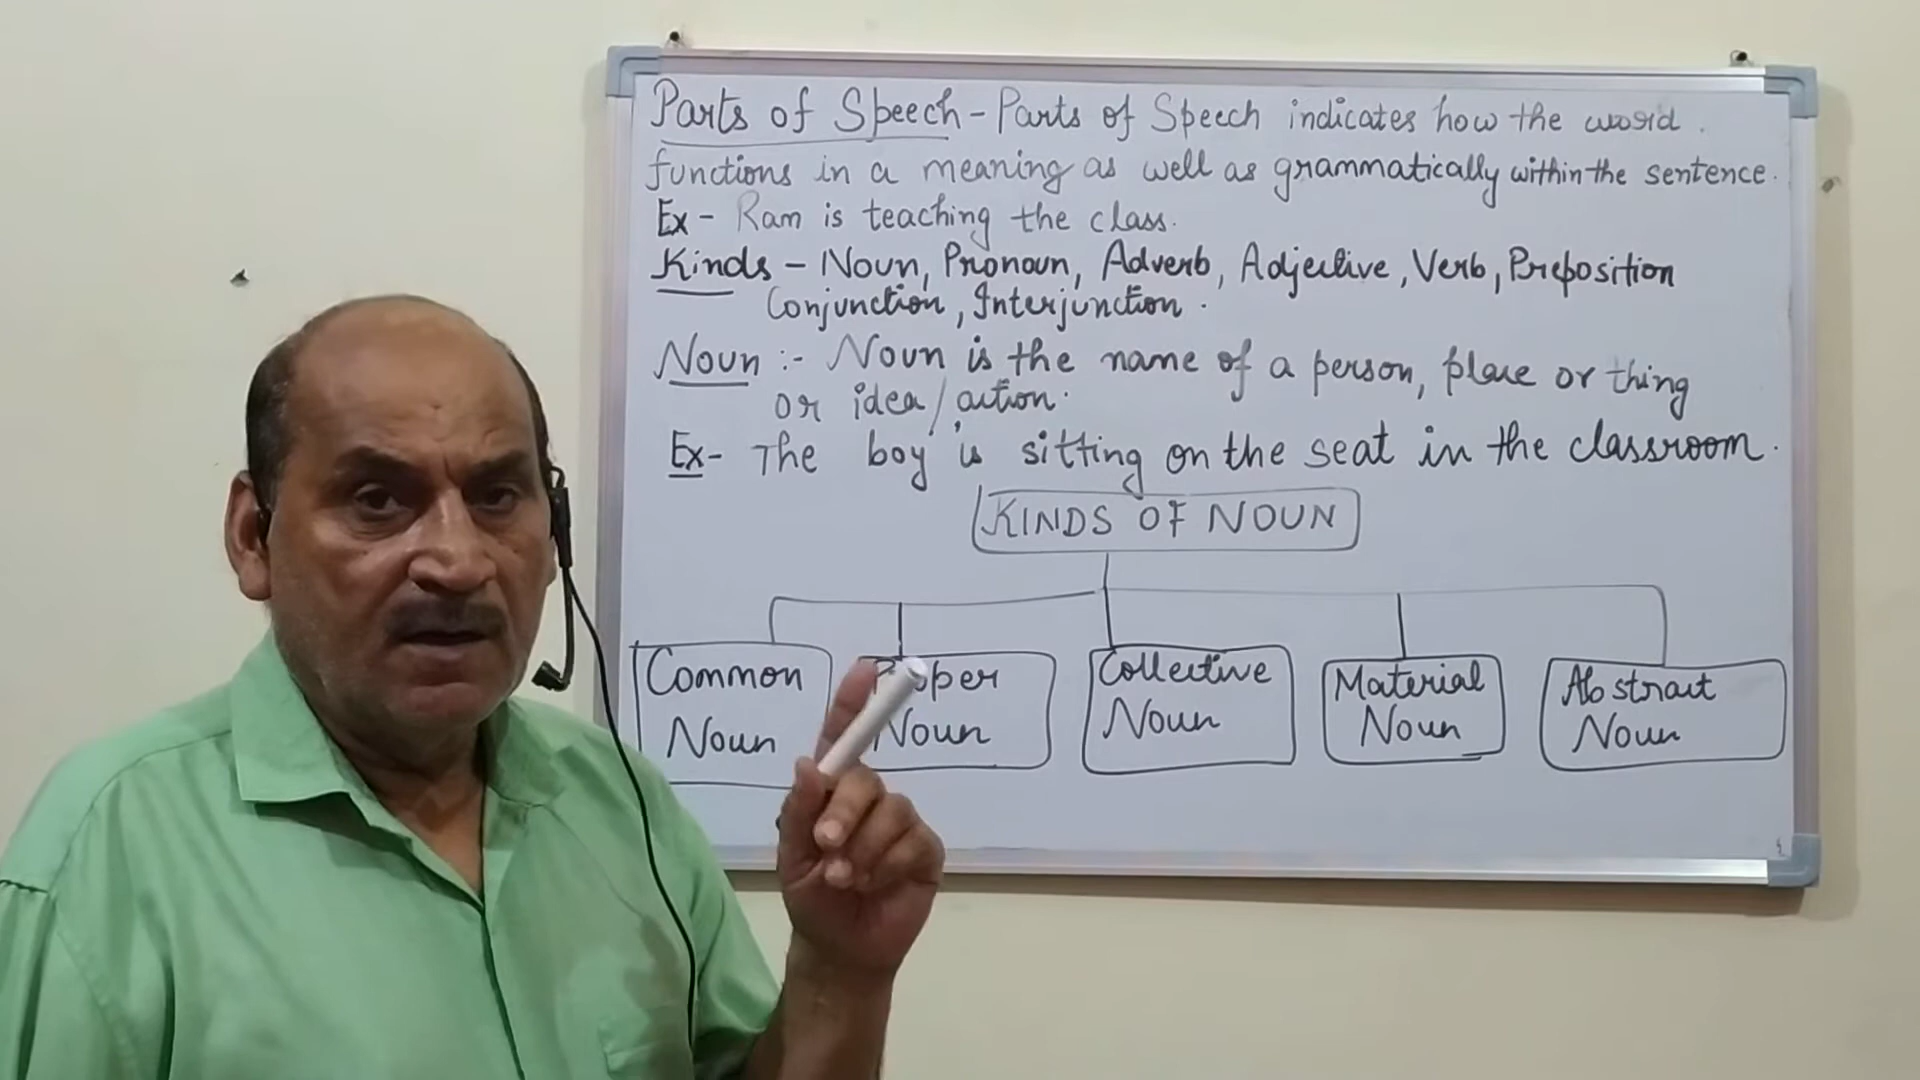 Parts of Speech - Parts of Speech indicates how the word
functions in a meaning as well as grammatically within the sentence.
Ex - Ram is teaching the class.
Kinds - Noun, Pronoun, Adverb, Adjective, Verb, Preposition
Conjunction, Interjunction.
Noun :- Noun is the name of a person, place or thing
or idea/action.
Ex - The boy is sitting on the seat in the classroom.
KINDS OF NOUN
Common Noun
Noun
Collective Noun
Material Noun
Abstract Noun